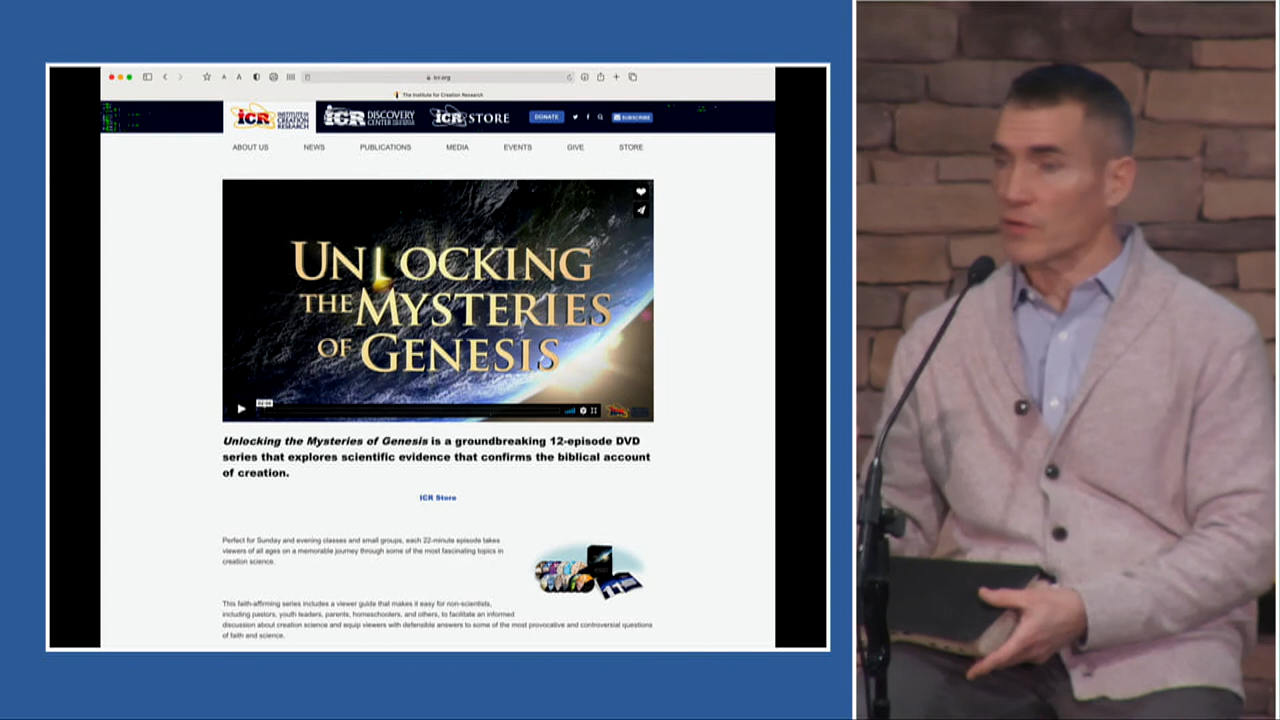 icr.org
The Institute for Creation Research
ICR INSTITUTE FOR CREATION RESEARCH
ICR DISCOVERY CENTER
ICR STORE
DONATE
SUBSCRIBE
ABOUT US NEWS PUBLICATIONS MEDIA EVENTS GIVE STORE
UNLOCKING
THE MYSTERIES
OF GENESIS
Unlocking the Mysteries of Genesis is a groundbreaking 12-episode DVD
series that explores scientific evidence that confirms the biblical account
of creation.
ICR Store
Perfect for Sunday and evening classes and small groups, each 22-minute episode takes
viewers of all ages on a memorable journey through some of the most fascinating topics in
creation science.
This faith-affirming series includes a viewer guide that makes it easy for non-scientists,
including pastors, youth leaders, parents, homeschoolers, and others, to facilitate an informed
discussion about creation science and equip viewers with defensible answers to some of the most provocative and controversial questions
of faith and science.